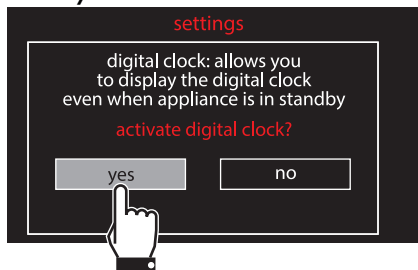 settings
digital clock: allows you
to display the digital clock
even when appliance is in standby
activate digital clock?
yes
no